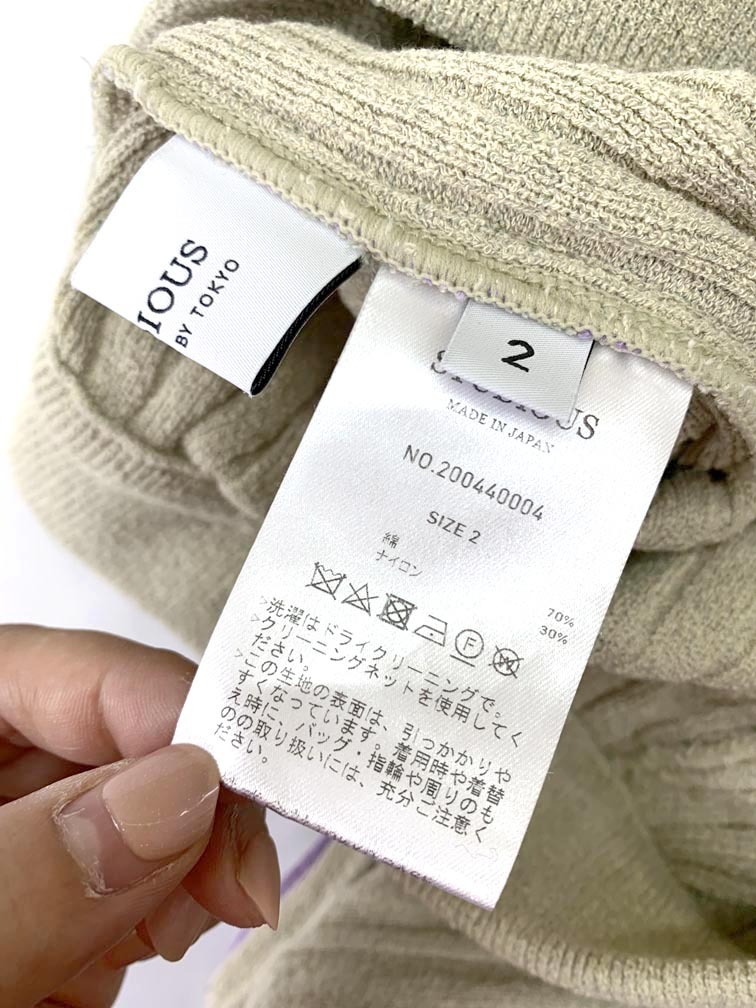 IOUS
BY TOKYO
2
STUDIOUS
MADE IN JAPAN
NO.200440004
SIZE 2
綿 70%
ナイロン 30%
>洗濯はドライクリーニングで。
>クリーニングネットを使用してく
ださい。
>この生地の表面は、引っかかりや
すくなっています。着用時や着替
え時に、バッグ・指輪や周りのも
のの取り扱いには、充分ご注意く
ださい。